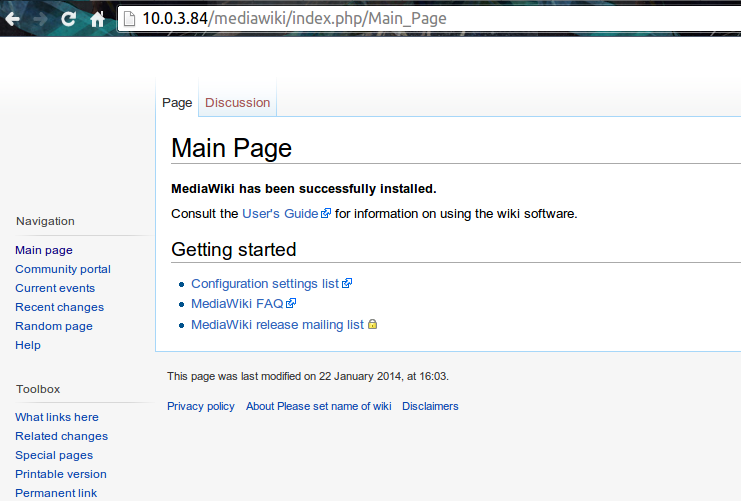 10.0.3.84/mediawiki/index.php/Main_Page
Page Discussion
Main Page
MediaWiki has been successfully installed.
Consult the User's Guide for information on using the wiki software.
Getting started
Configuration settings list
MediaWiki FAQ
MediaWiki release mailing list
This page was last modified on 22 January 2014, at 16:03.
Privacy policy About Please set name of wiki Disclaimers
Navigation
Main page
Community portal
Current events
Recent changes
Random page
Help
Toolbox
What links here
Related changes
Special pages
Printable version
Permanent link